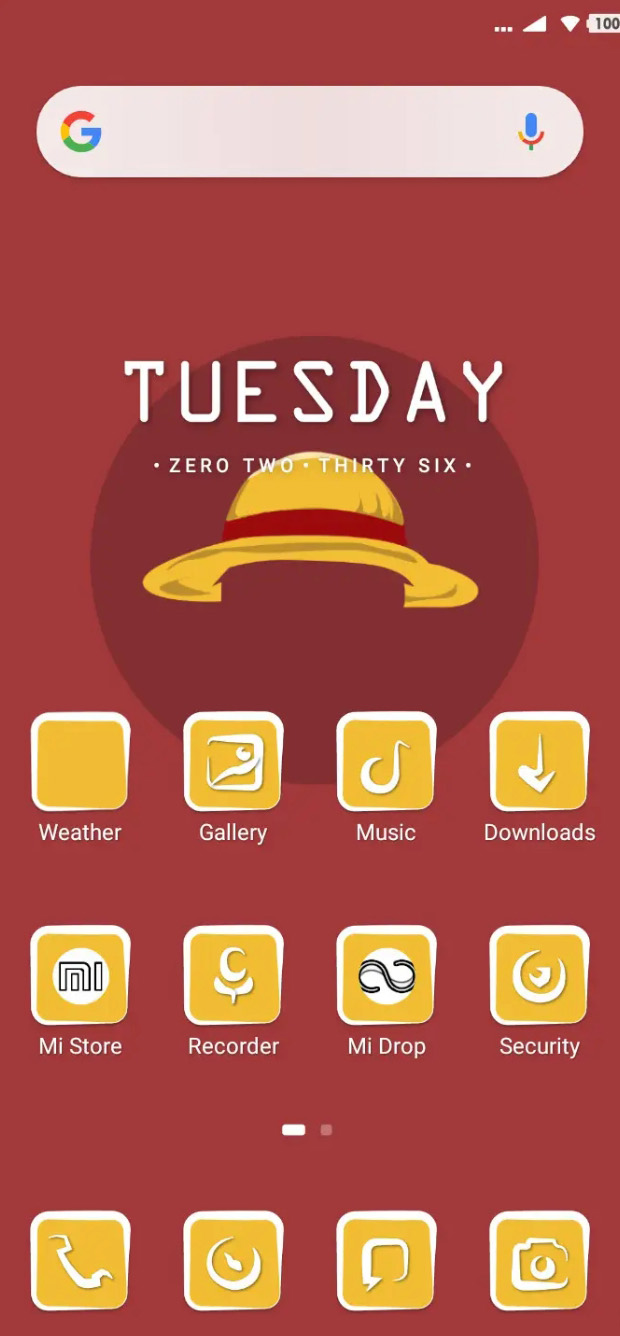 100
TUESDAY
• ZERO TWO • THIRTY SIX •
Weather
Gallery
Music
Downloads
Mi Store
Recorder
Mi Drop
Security